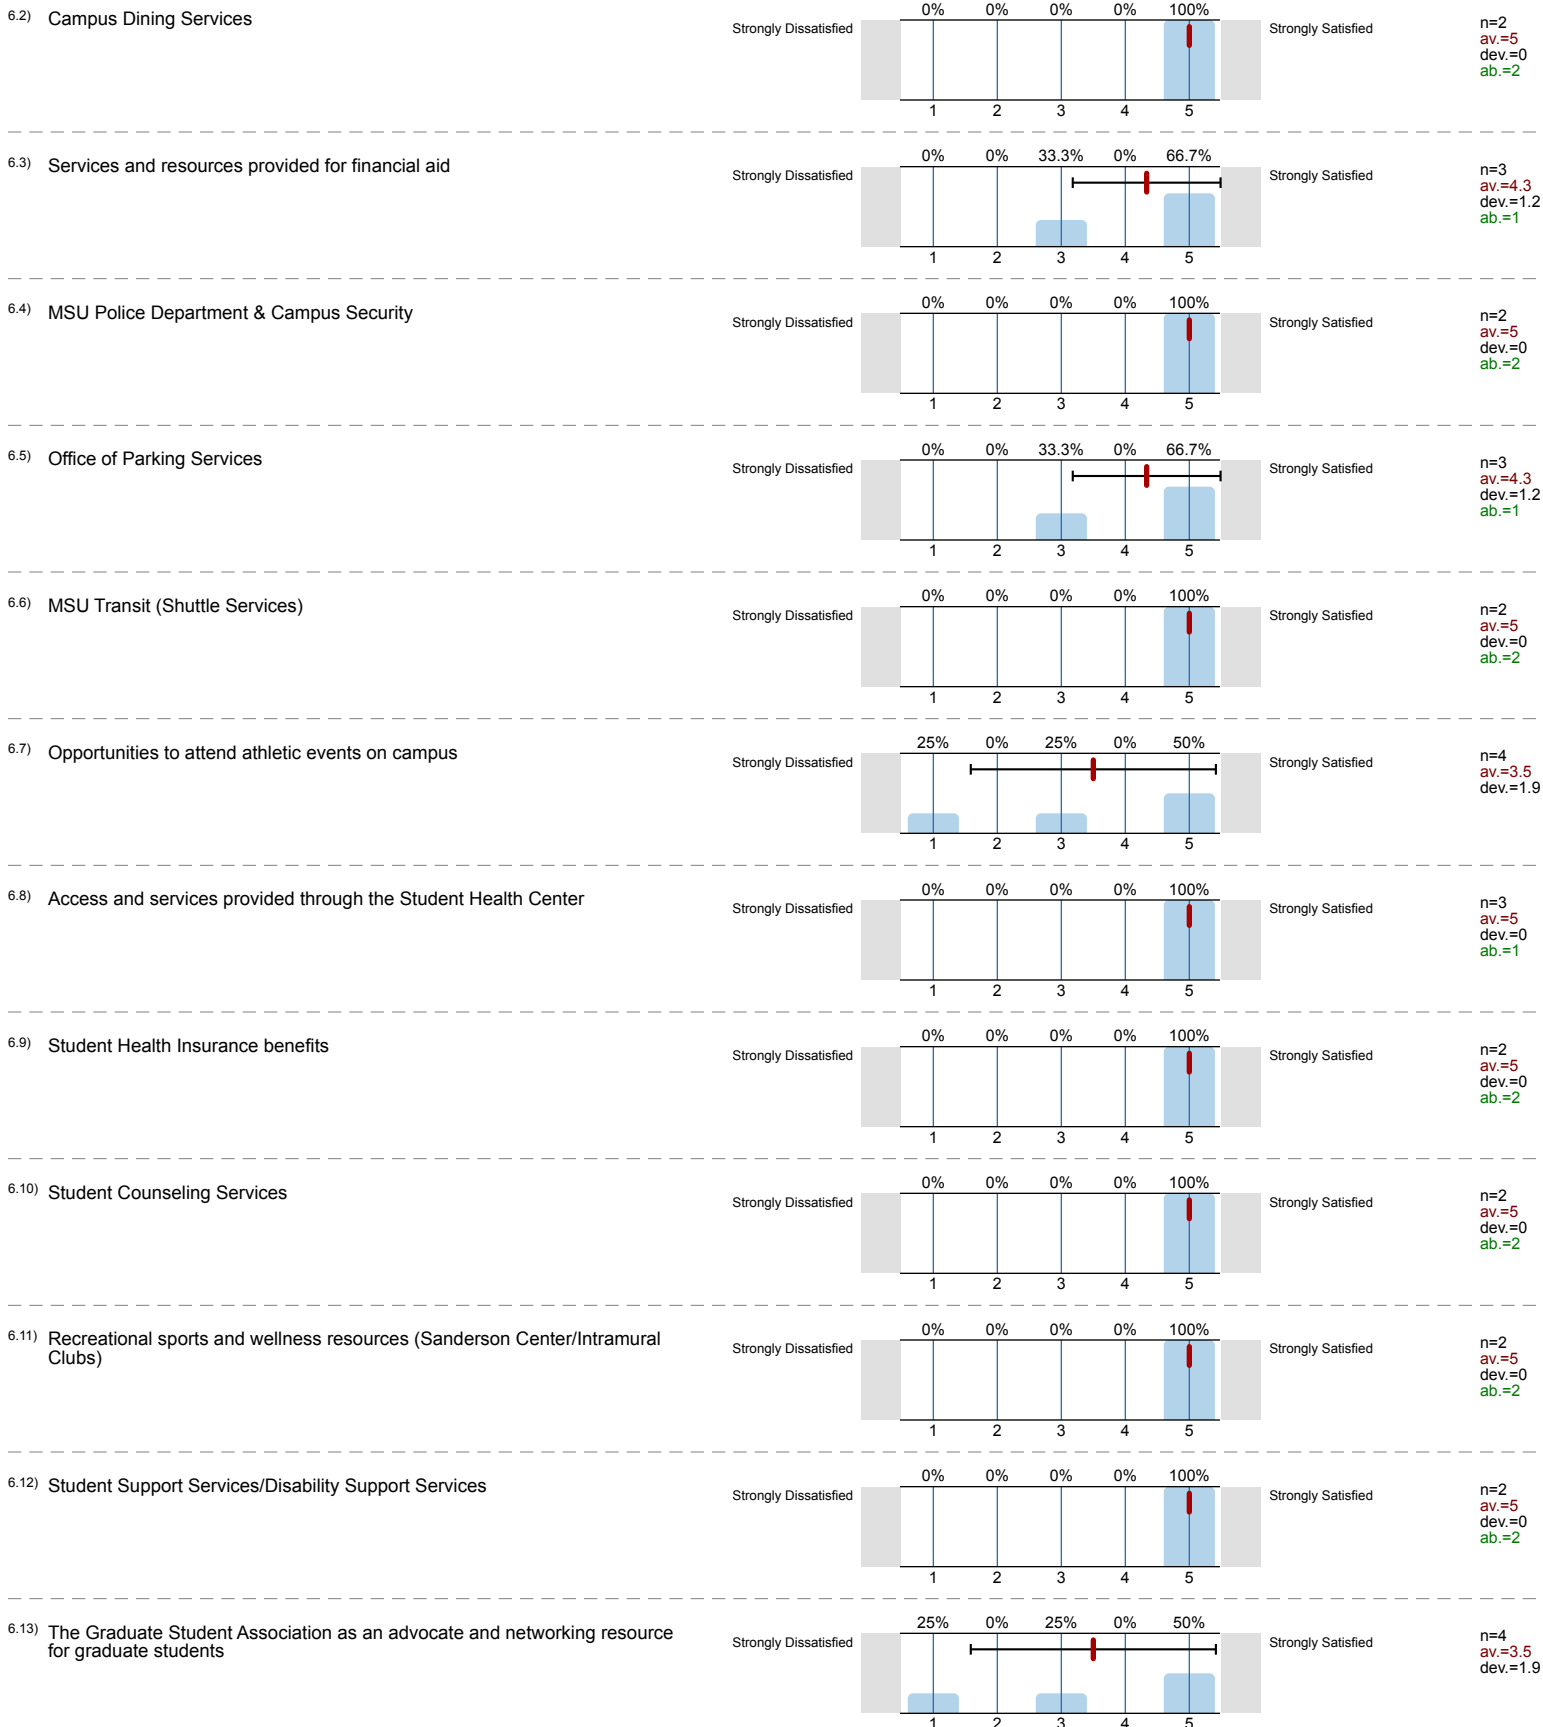 6.2) Campus Dining Services
0% 0% 0% 0% 100%
Strongly Dissatisfied Strongly Satisfied
n=2
av.=5
dev.=0
ab.=2
1 2 3 4 5
6.3) Services and resources provided for financial aid
0% 0% 33.3% 0% 66.7%
Strongly Dissatisfied Strongly Satisfied
n=3
av.=4.3
dev.=1.2
ab.=1
1 2 3 4 5
6.4) MSU Police Department & Campus Security
0% 0% 0% 0% 100%
Strongly Dissatisfied Strongly Satisfied
n=2
av.=5
dev.=0
ab.=2
1 2 3 4 5
6.5) Office of Parking Services
0% 0% 33.3% 0% 66.7%
Strongly Dissatisfied Strongly Satisfied
n=3
av.=4.3
dev.=1.2
ab.=1
1 2 3 4 5
6.6) MSU Transit (Shuttle Services)
0% 0% 0% 0% 100%
Strongly Dissatisfied Strongly Satisfied
n=2
av.=5
dev.=0
ab.=2
1 2 3 4 5
6.7) Opportunities to attend athletic events on campus
25% 0% 25% 0% 50%
Strongly Dissatisfied Strongly Satisfied
n=4
av.=3.5
dev.=1.9
1 2 3 4 5
6.8) Access and services provided through the Student Health Center
0% 0% 0% 0% 100%
Strongly Dissatisfied Strongly Satisfied
n=3
av.=5
dev.=0
ab.=1
1 2 3 4 5
6.9) Student Health Insurance benefits
0% 0% 0% 0% 100%
Strongly Dissatisfied Strongly Satisfied
n=2
av.=5
dev.=0
ab.=2
1 2 3 4 5
6.10) Student Counseling Services
0% 0% 0% 0% 100%
Strongly Dissatisfied Strongly Satisfied
n=2
av.=5
dev.=0
ab.=2
1 2 3 4 5
6.11) Recreational sports and wellness resources (Sanderson Center/Intramural
Clubs)
0% 0% 0% 0% 100%
Strongly Dissatisfied Strongly Satisfied
n=2
av.=5
dev.=0
ab.=2
1 2 3 4 5
6.12) Student Support Services/Disability Support Services
0% 0% 0% 0% 100%
Strongly Dissatisfied Strongly Satisfied
n=2
av.=5
dev.=0
ab.=2
1 2 3 4 5
6.13) The Graduate Student Association as an advocate and networking resource
for graduate students
25% 0% 25% 0% 50%
Strongly Dissatisfied Strongly Satisfied
n=4
av.=3.5
dev.=1.9
1 2 3 4 5